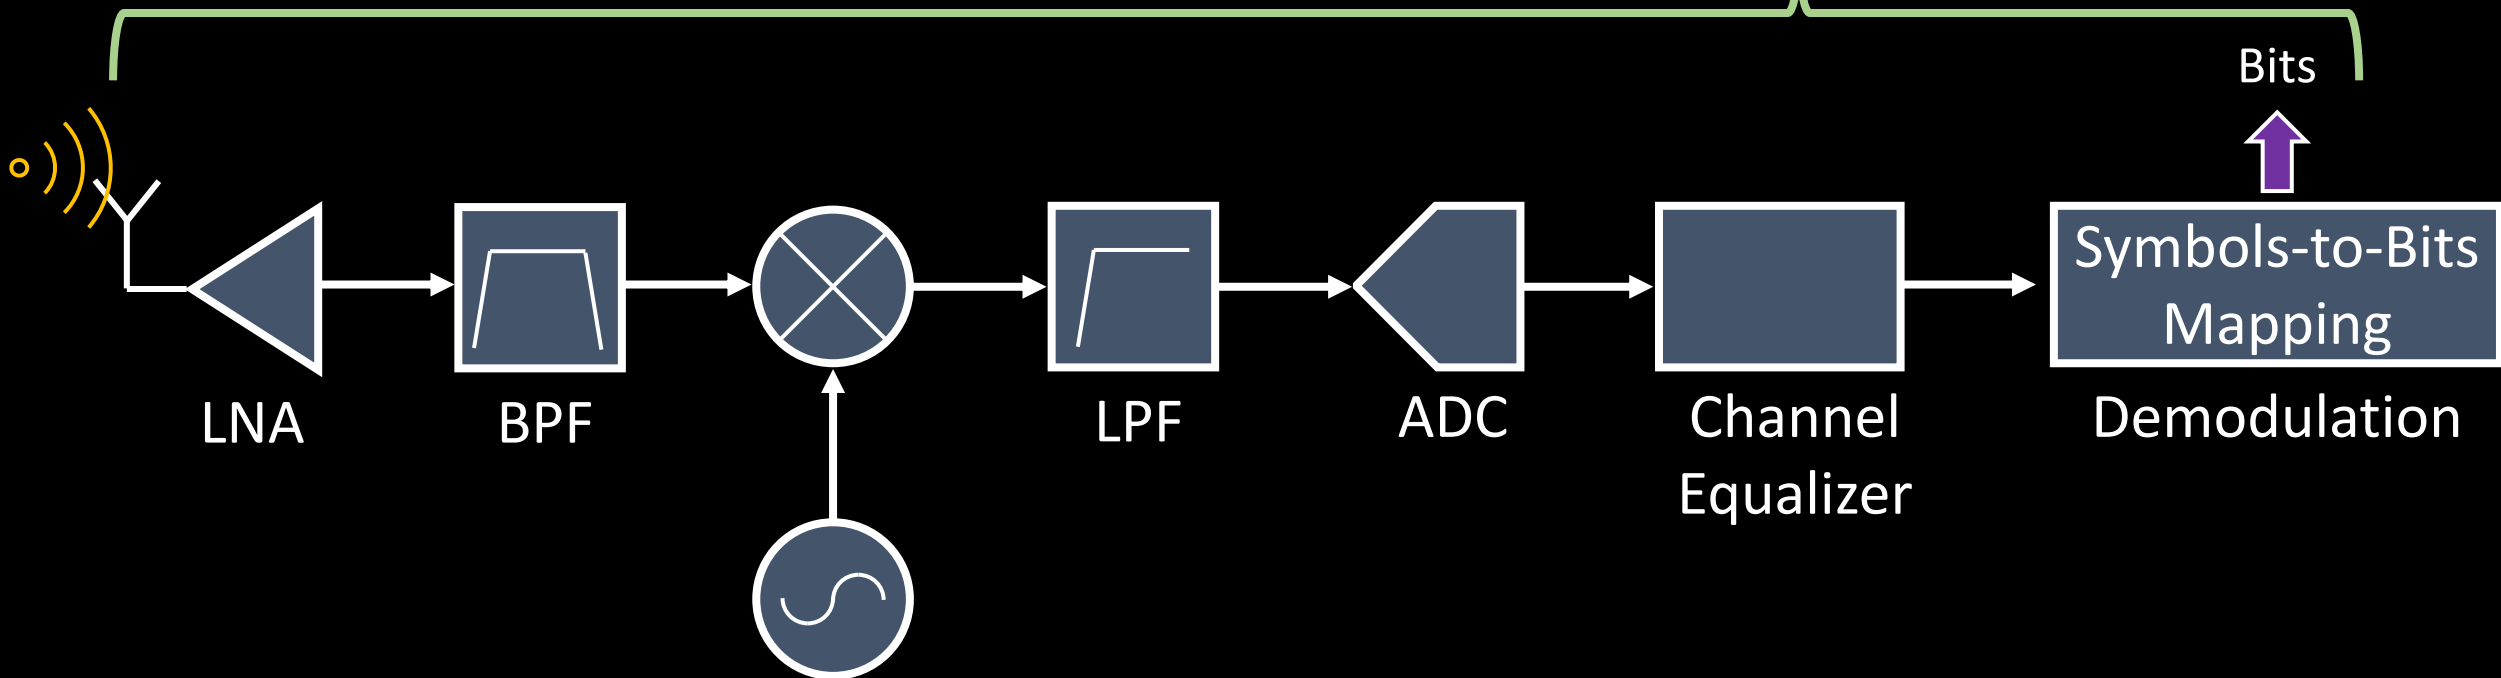 Bits
Symbols-to-Bits
Mapping
LNA
BPF
LPF
ADC
Channel
Equalizer
Demodulation